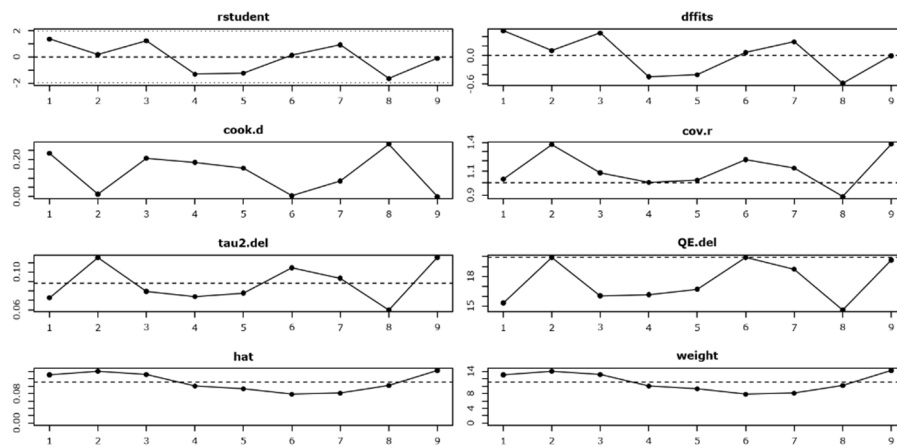 rstudent
2
0
-2
1 2 3 4 5 6 7 8 9
dffits
0.0
-0.6
1 2 3 4 5 6 7 8 9
cook.d
0.20
0.00
1 2 3 4 5 6 7 8 9
cov.r
1.4
1.1
0.9
1 2 3 4 5 6 7 8 9
tau2.del
0.10
0.06
1 2 3 4 5 6 7 8 9
QE.del
18
15
1 2 3 4 5 6 7 8 9
hat
0.08
0.00
1 2 3 4 5 6 7 8 9
weight
14
8
4
0
1 2 3 4 5 6 7 8 9